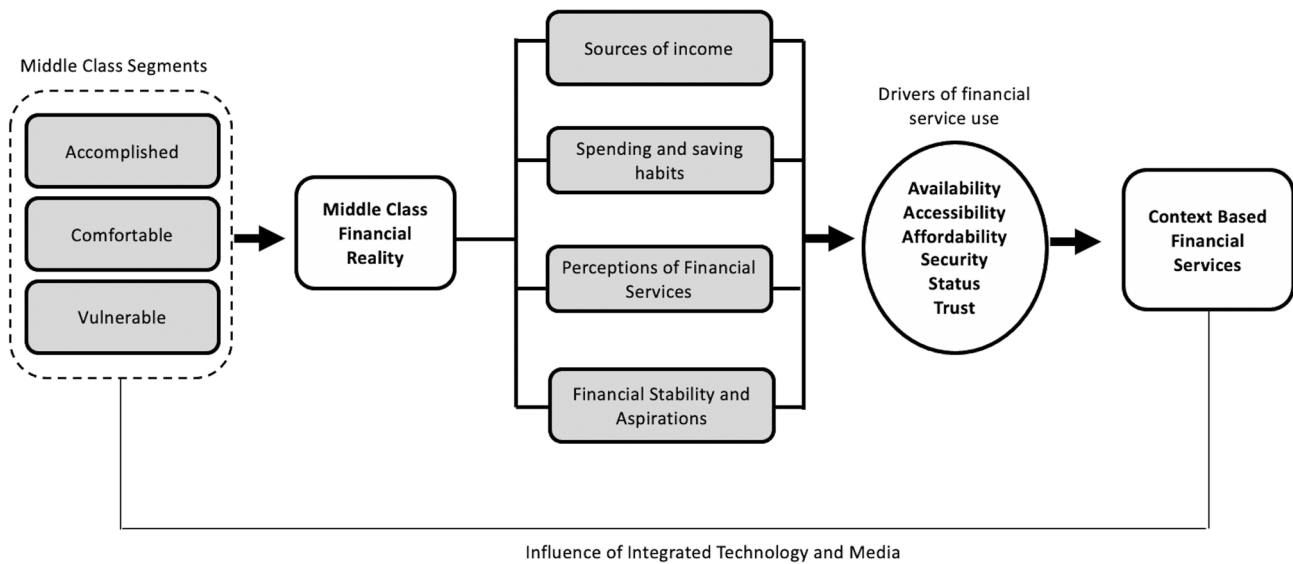 Middle Class Segments
Accomplished
Comfortable
Vulnerable
Middle Class
Financial
Reality
Sources of income
Spending and saving
habits
Perceptions of Financial
Services
Financial Stability and
Aspirations
Drivers of financial
service use
Availability
Accessibility
Affordability
Security
Status
Trust
Context Based
Financial
Services
Influence of Integrated Technology and Media